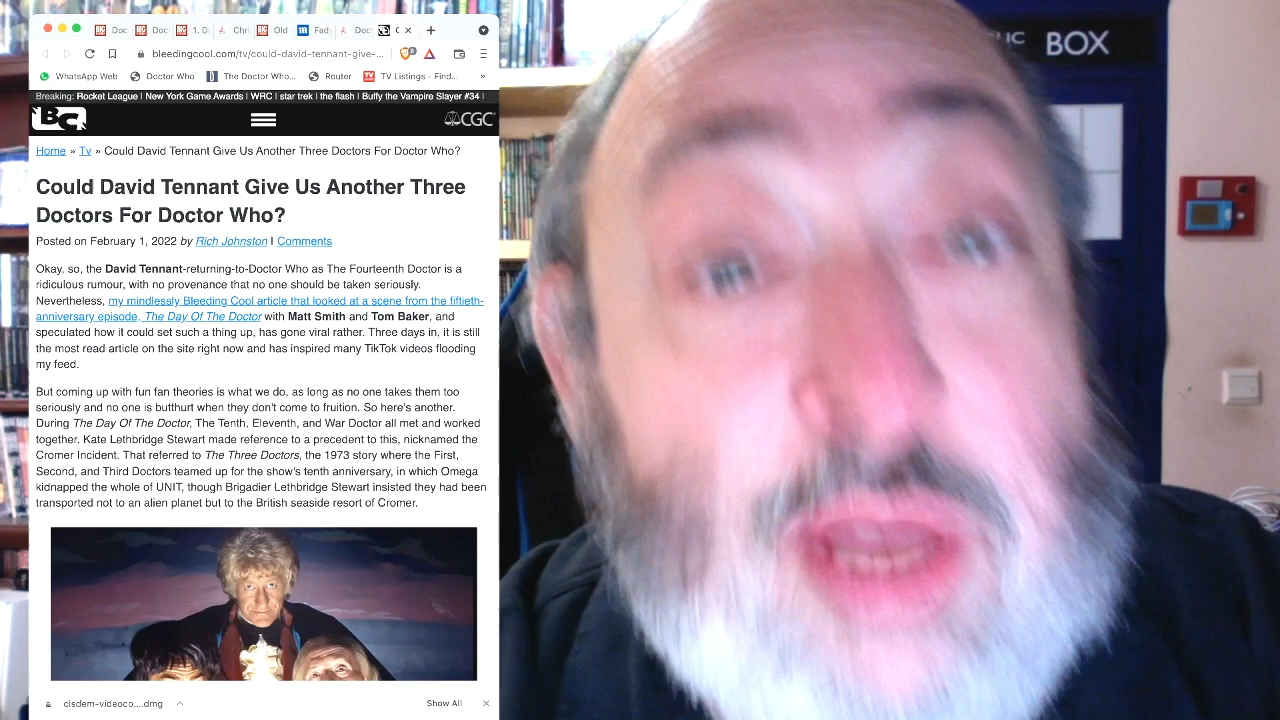 Doc
Doc
1. D
Chri
Old
Fad
Doc
C
bleedingcool.com/tv/could-david-tennant-give-...
WhatsApp Web
Doctor Who
The Doctor Who...
Router
TV Listings - Find...
»
Breaking: Rocket League | New York Game Awards | WRC | star trek | the flash | Buffy the Vampire Slayer #34 |
BC
CGC
Home » Tv » Could David Tennant Give Us Another Three Doctors For Doctor Who?
Could David Tennant Give Us Another Three
Doctors For Doctor Who?
Posted on February 1, 2022 by Rich Johnston | Comments
Okay, so, the David Tennant-returning-to-Doctor Who as The Fourteenth Doctor is a
ridiculous rumour, with no provenance that no one should be taken seriously.
Nevertheless, my mindlessly Bleeding Cool article that looked at a scene from the fiftieth-
anniversary episode, The Day Of The Doctor with Matt Smith and Tom Baker, and
speculated how it could set such a thing up, has gone viral rather. Three days in, it is still
the most read article on the site right now and has inspired many TikTok videos flooding
my feed.
But coming up with fun fan theories is what we do, as long as no one takes them too
seriously and no one is butthurt when they don't come to fruition. So here's another.
During The Day Of The Doctor, The Tenth, Eleventh, and War Doctor all met and worked
together. Kate Lethbridge Stewart made reference to a precedent to this, nicknamed the
Cromer Incident. That referred to The Three Doctors, the 1973 story where the First,
Second, and Third Doctors teamed up for the show's tenth anniversary, in which Omega
kidnapped the whole of UNIT, though Brigadier Lethbridge Stewart insisted they had been
transported not to an alien planet but to the British seaside resort of Cromer.
cisdem-videoco....dmg
Show All
BOX